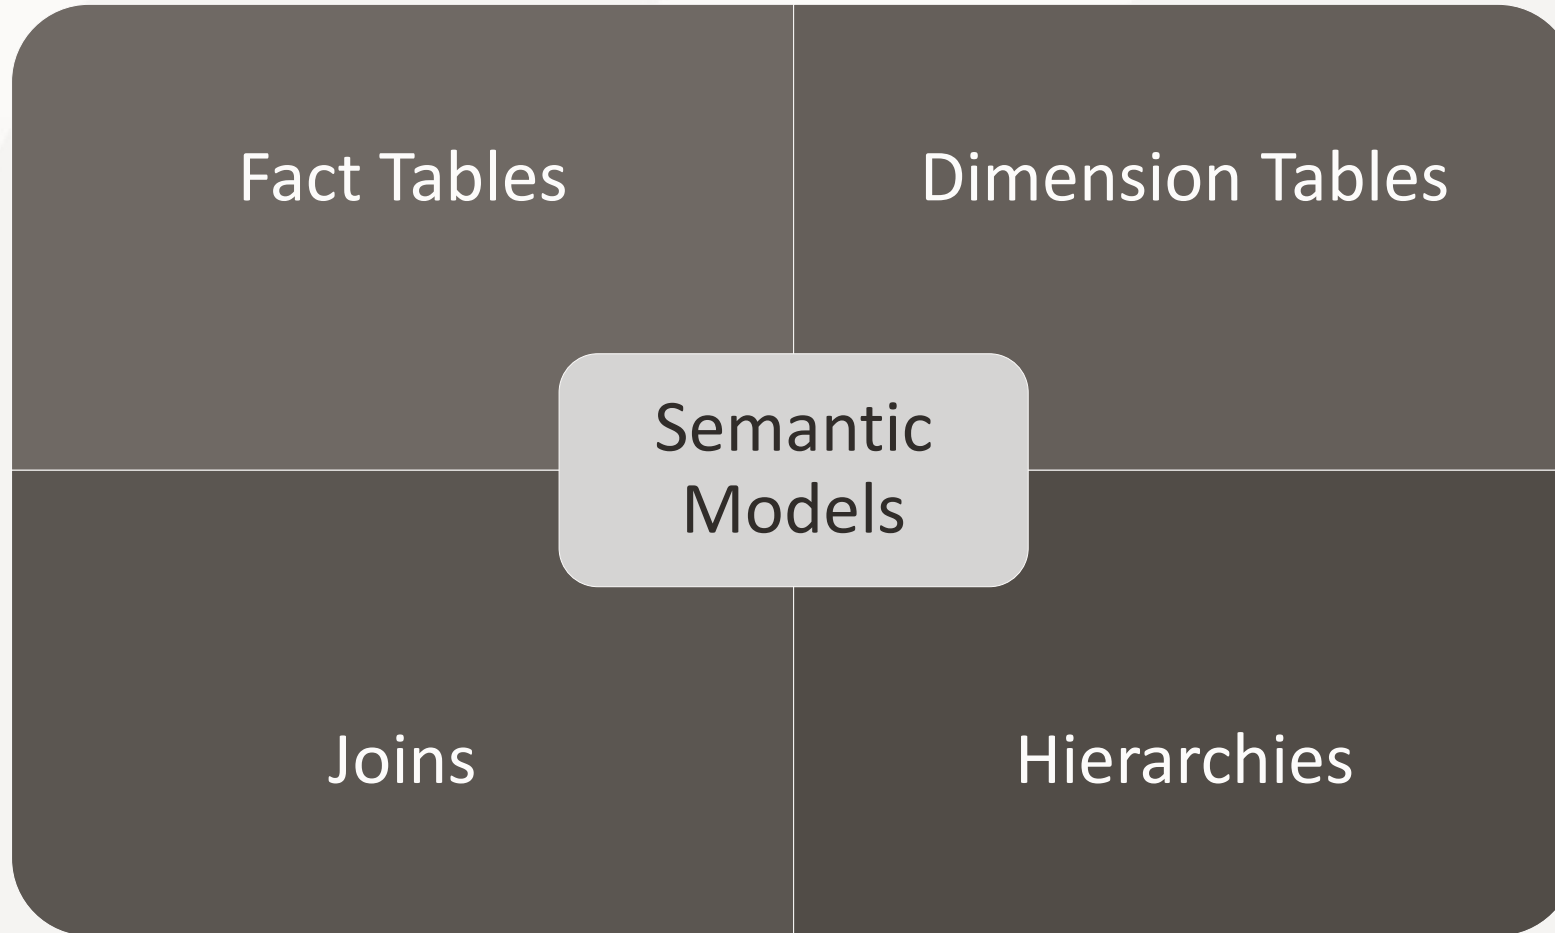 Fact Tables
Dimension Tables
Semantic
Models
Joins
Hierarchies